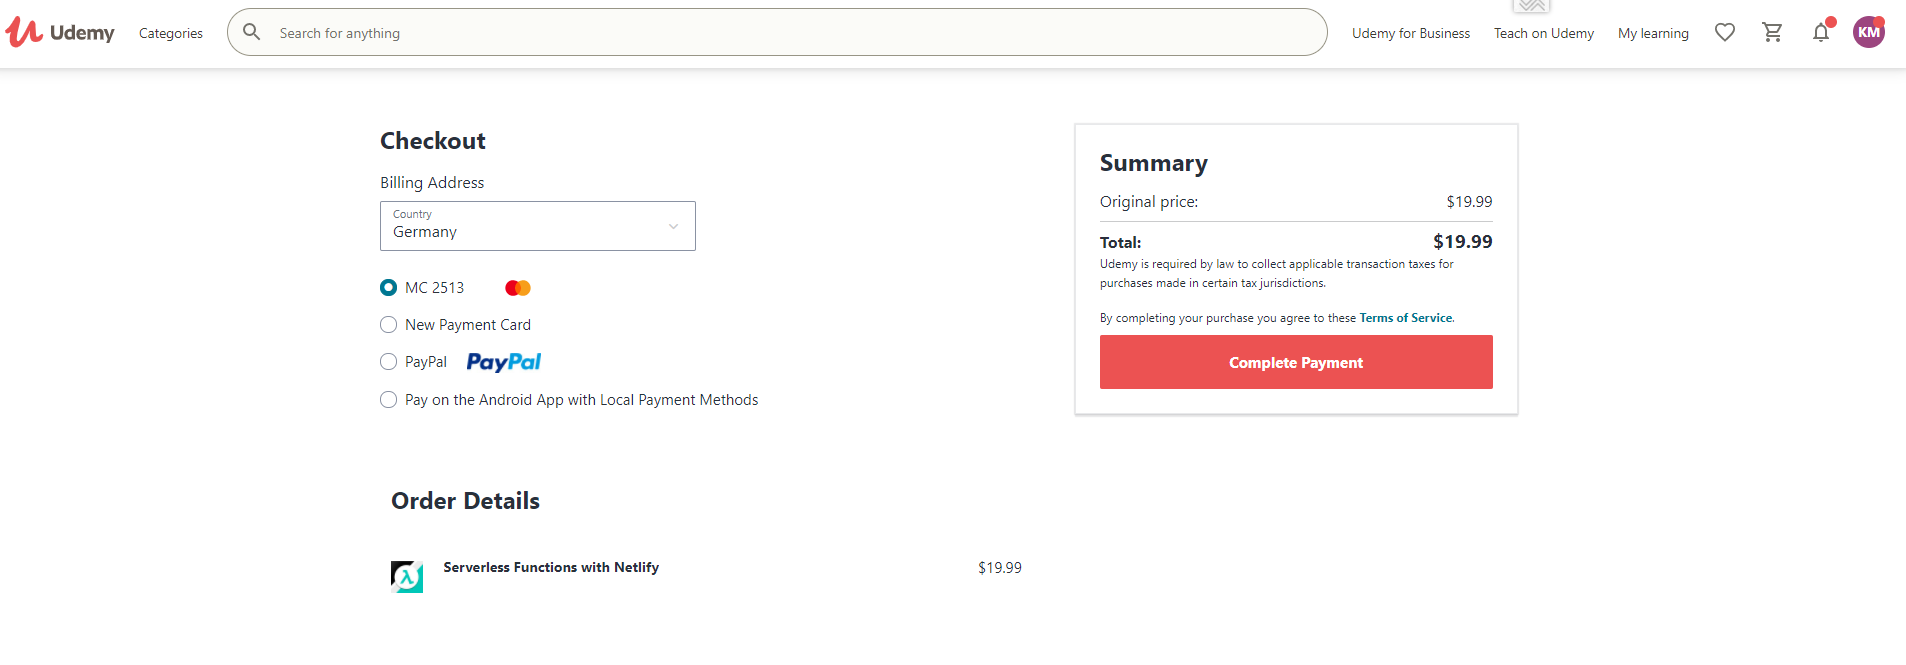 Udemy
Categories
Search for anything
Udemy for Business
Teach on Udemy
My learning
KM
Checkout
Billing Address
Country
Germany
MC 2513
New Payment Card
PayPal PayPal
Pay on the Android App with Local Payment Methods
Summary
Original price: $19.99
Total: $19.99
Udemy is required by law to collect applicable transaction taxes for
purchases made in certain tax jurisdictions.
By completing your purchase you agree to these Terms of Service.
Complete Payment
Order Details
Serverless Functions with Netlify $19.99